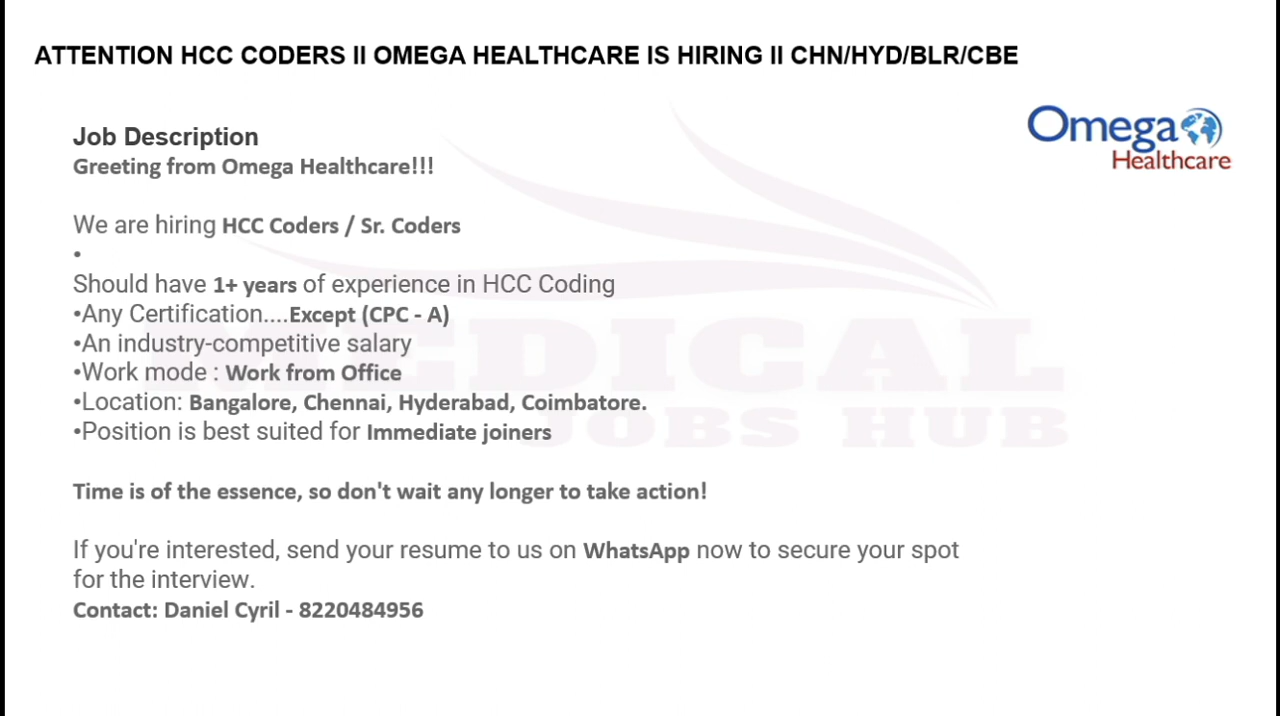 ATTENTION HCC CODERS II OMEGA HEALTHCARE IS HIRING II CHN/HYD/BLR/CBE
Omega
Healthcare
Job Description
Greeting from Omega Healthcare!!!
We are hiring HCC Coders / Sr. Coders
•
Should have 1+ years of experience in HCC Coding
•Any Certification....Except (CPC - A)
•An industry-competitive salary
•Work mode : Work from Office
•Location: Bangalore, Chennai, Hyderabad, Coimbatore.
•Position is best suited for Immediate joiners
MEDICAL
JOBS HUB
Time is of the essence, so don't wait any longer to take action!
If you're interested, send your resume to us on WhatsApp now to secure your spot
for the interview.
Contact: Daniel Cyril - 8220484956